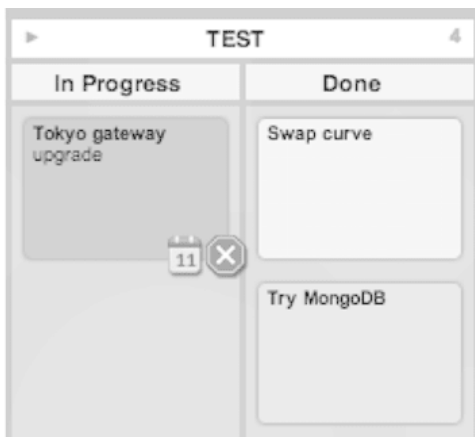 TEST
4
In Progress
Done
Tokyo gateway
upgrade
11
Swap curve
Try MongoDB